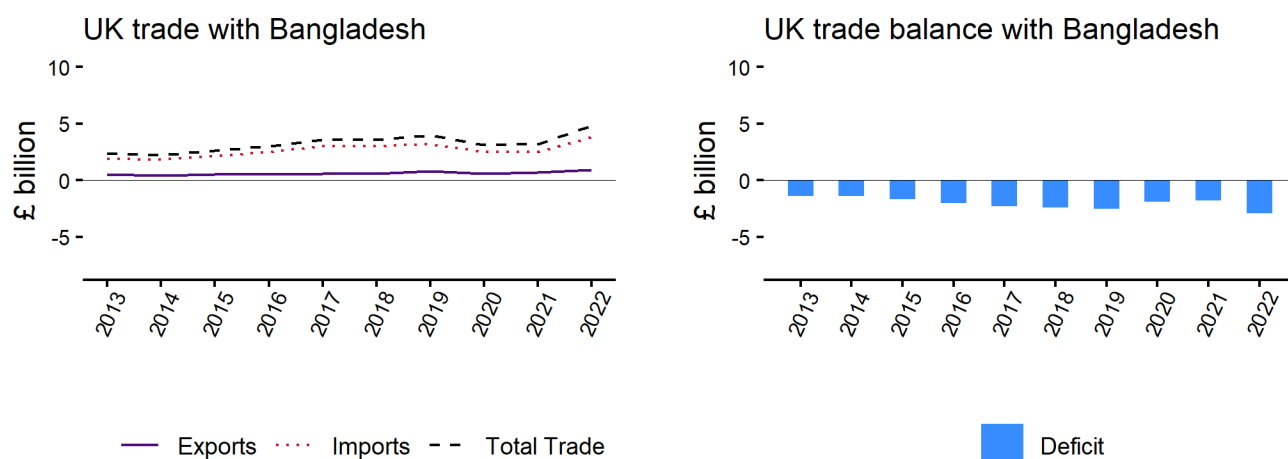 UK trade with Bangladesh
10
5
0
-5
£ billion
2013 2014 2015 2016 2017 2018 2019 2020 2021 2022
Exports Imports Total Trade
UK trade balance with Bangladesh
10
5
0
-5
£ billion
2013 2014 2015 2016 2017 2018 2019 2020 2021 2022
Deficit